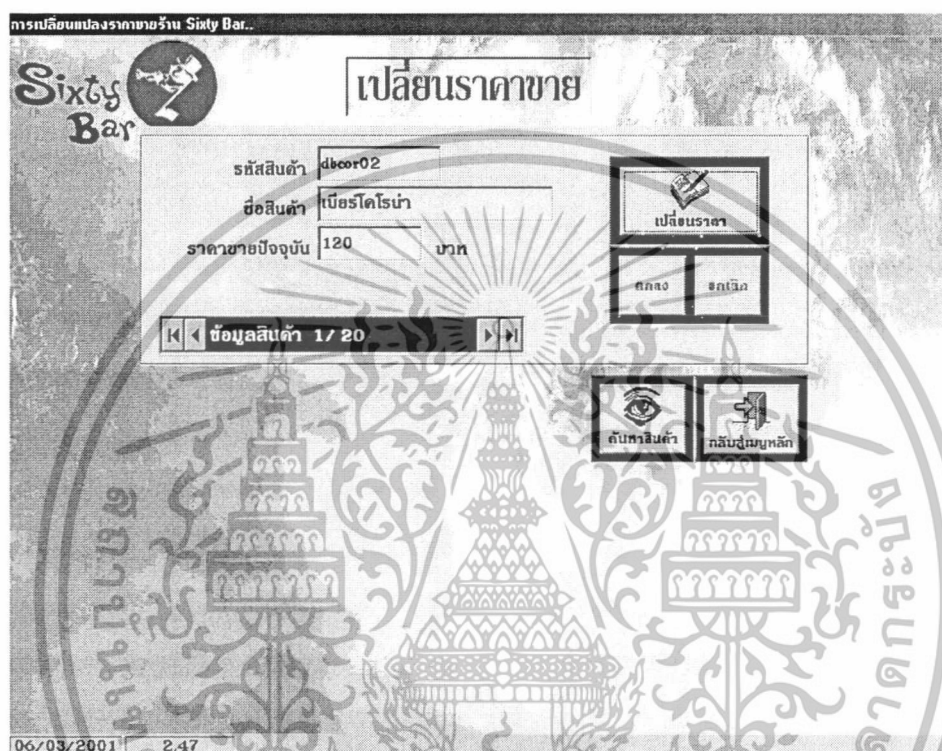 การเปลี่ยนแปลงราคาขายร้าน Sixty Bar..
Sixty
Bar
เปลี่ยนราคาขาย
รหัสสินค้า dbcor02
ชื่อสินค้า เบียร์โคโรน่า
ราคาขายปัจจุบัน 120 บาท
เปลี่ยนราคา
ตกลง ยกเลิก
ข้อมูลสินค้า 1/20
ค้นหาสินค้า กลับสู่เมนูหลัก
06/03/2001 2.47